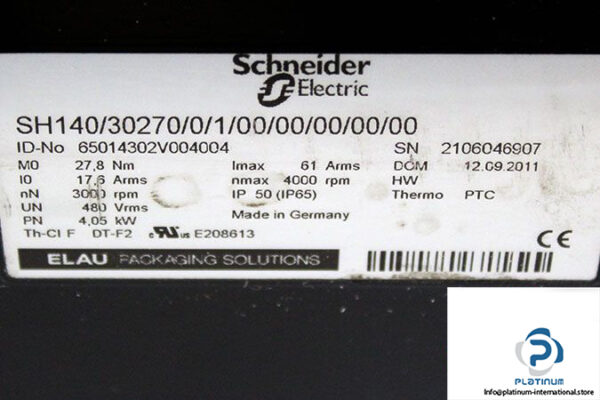 Schneider
Electric
SH140/30270/0/1/00/00/00/00/00
ID-No 65014302V004004 SN 2106046907
M0 27,8 Nm Imax 61 Arms DOM 12.09.2011
I0 17,6 Arms nmax 4000 rpm HW
nN 3000 rpm IP 50 (IP65) Thermo PTC
UN 480 Vrms Made in Germany
PN 4,05 kW
Th-Cl F DT-F2 c RU us E208613
CE
ELAU PACKAGING SOLUTIONS
PLATINUM
info@platinum-international.store